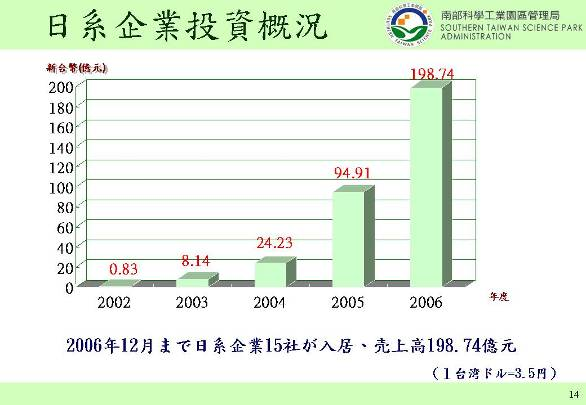 日系企業投資概況
南部科學工業園區管理局
SOUTHERN TAIWAN SCIENCE PARK
ADMINISTRATION
新台幣(億元)
200
180
160
140
120
100
80
60
40
20
0
0.83
8.14
24.23
94.91
198.74
2002
2003
2004
2005
2006
年度
2006年12月まで日系企業15社が入居、売上高198.74億元
（1台湾ドル=3.5円）
14